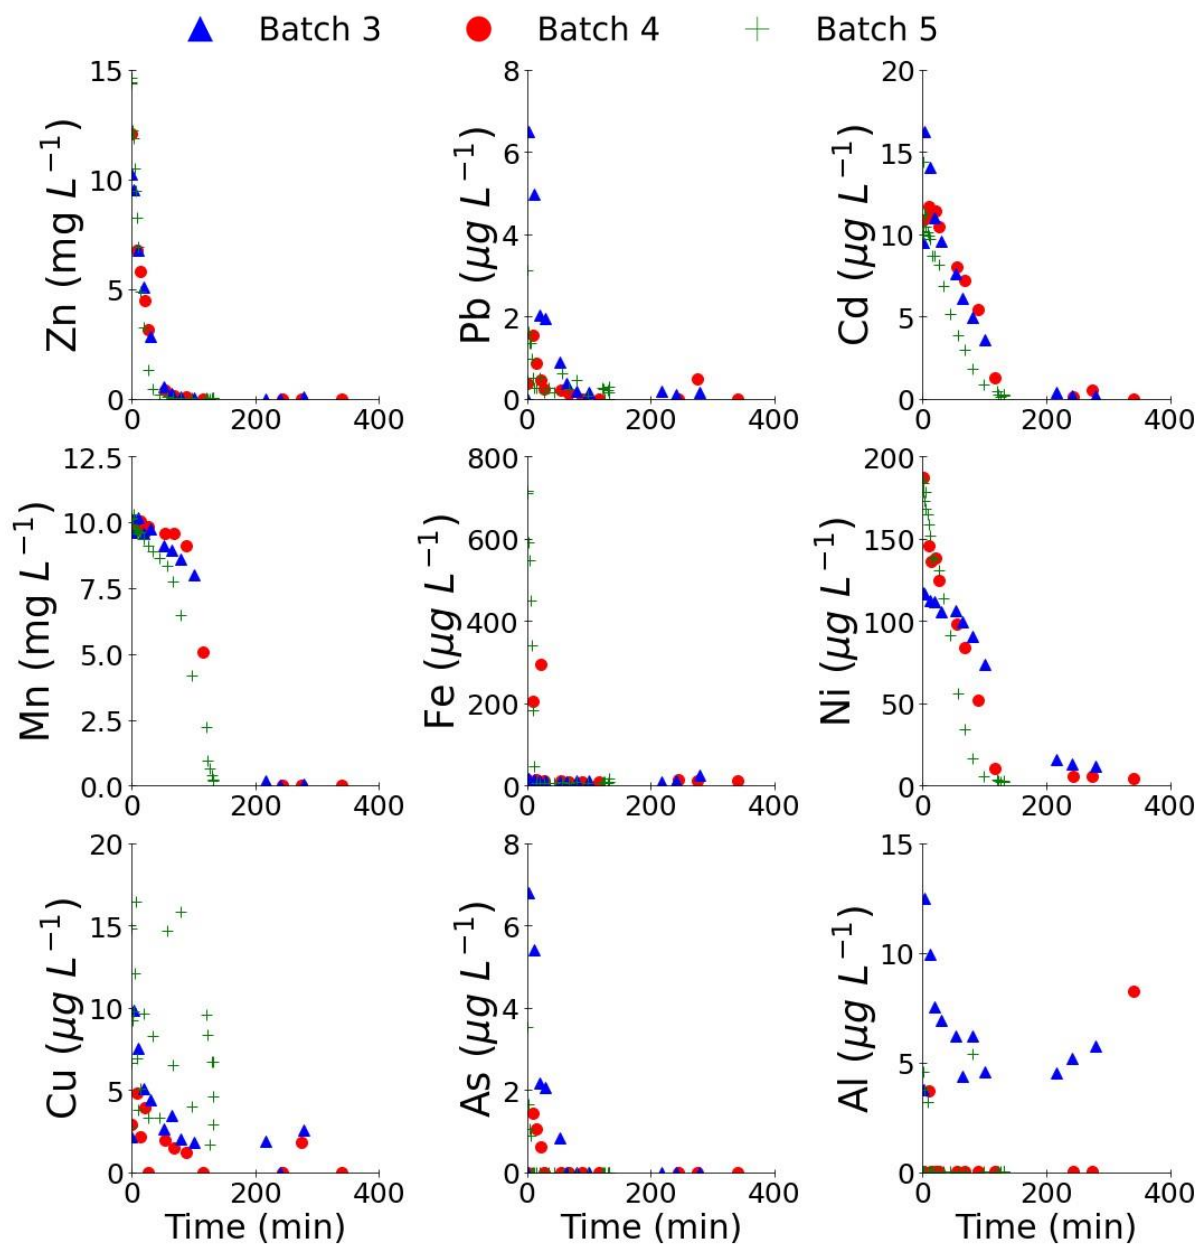 Batch 3 Batch 4 Batch 5
Zn (mg L⁻¹)
15
10
5
0
0 200 400
Pb (µg L⁻¹)
8
6
4
2
0
0 200 400
Cd (µg L⁻¹)
20
15
10
5
0
0 200 400
Mn (mg L⁻¹)
12.5
10.0
7.5
5.0
2.5
0.0
0 200 400
Fe (µg L⁻¹)
800
600
400
200
0
0 200 400
Ni (µg L⁻¹)
200
150
100
50
0
0 200 400
Cu (µg L⁻¹)
20
15
10
5
0
0 200 400
Time (min)
As (µg L⁻¹)
8
6
4
2
0
0 200 400
Time (min)
Al (µg L⁻¹)
15
10
5
0
0 200 400
Time (min)